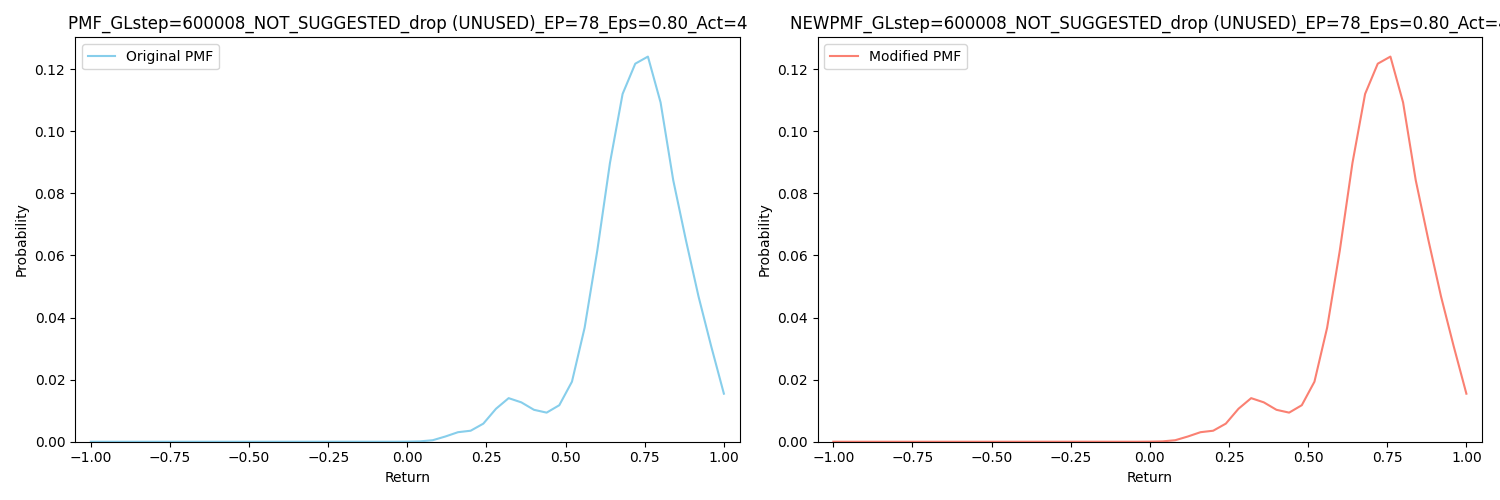 PMF_GLstep=600008_NOT_SUGGESTED_drop (UNUSED)_EP=78_Eps=0.80_Act=4
Original PMF
0.12
0.10
0.08
0.06
0.04
0.02
0.00
Probability
−1.00 −0.75 −0.50 −0.25 0.00 0.25 0.50 0.75 1.00
Return
NEWPMF_GLstep=600008_NOT_SUGGESTED_drop (UNUSED)_EP=78_Eps=0.80_Act=
Modified PMF
0.12
0.10
0.08
0.06
0.04
0.02
0.00
Probability
−1.00 −0.75 −0.50 −0.25 0.00 0.25 0.50 0.75 1.00
Return